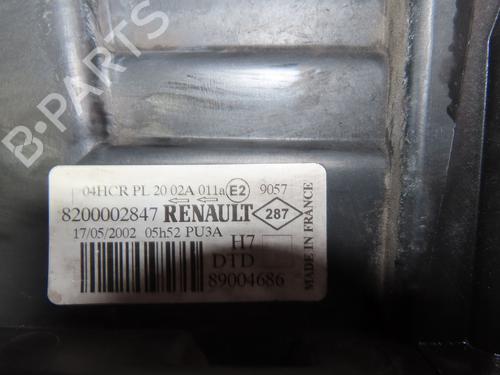 B-PARTS
04HCR PL 20 02A 011a E2 9057
8200002847 RENAULT 287
17/05/2002 05h52 PU3A
H7
DTD
89004686
MADE IN FRANCE